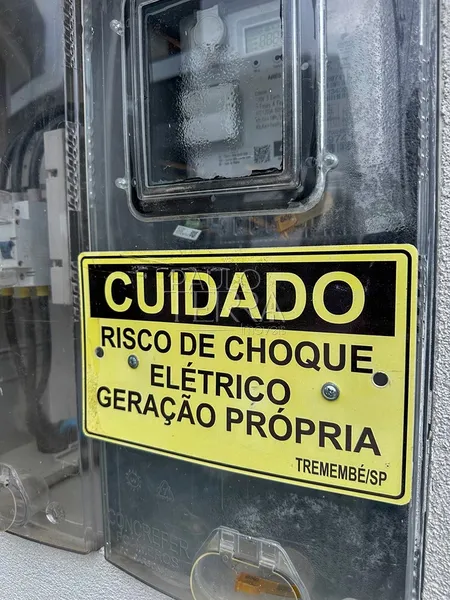 CUIDADO
RISCO DE CHOQUE
ELÉTRICO
GERAÇÃO PRÓPRIA
TREMEMBÉ/SP